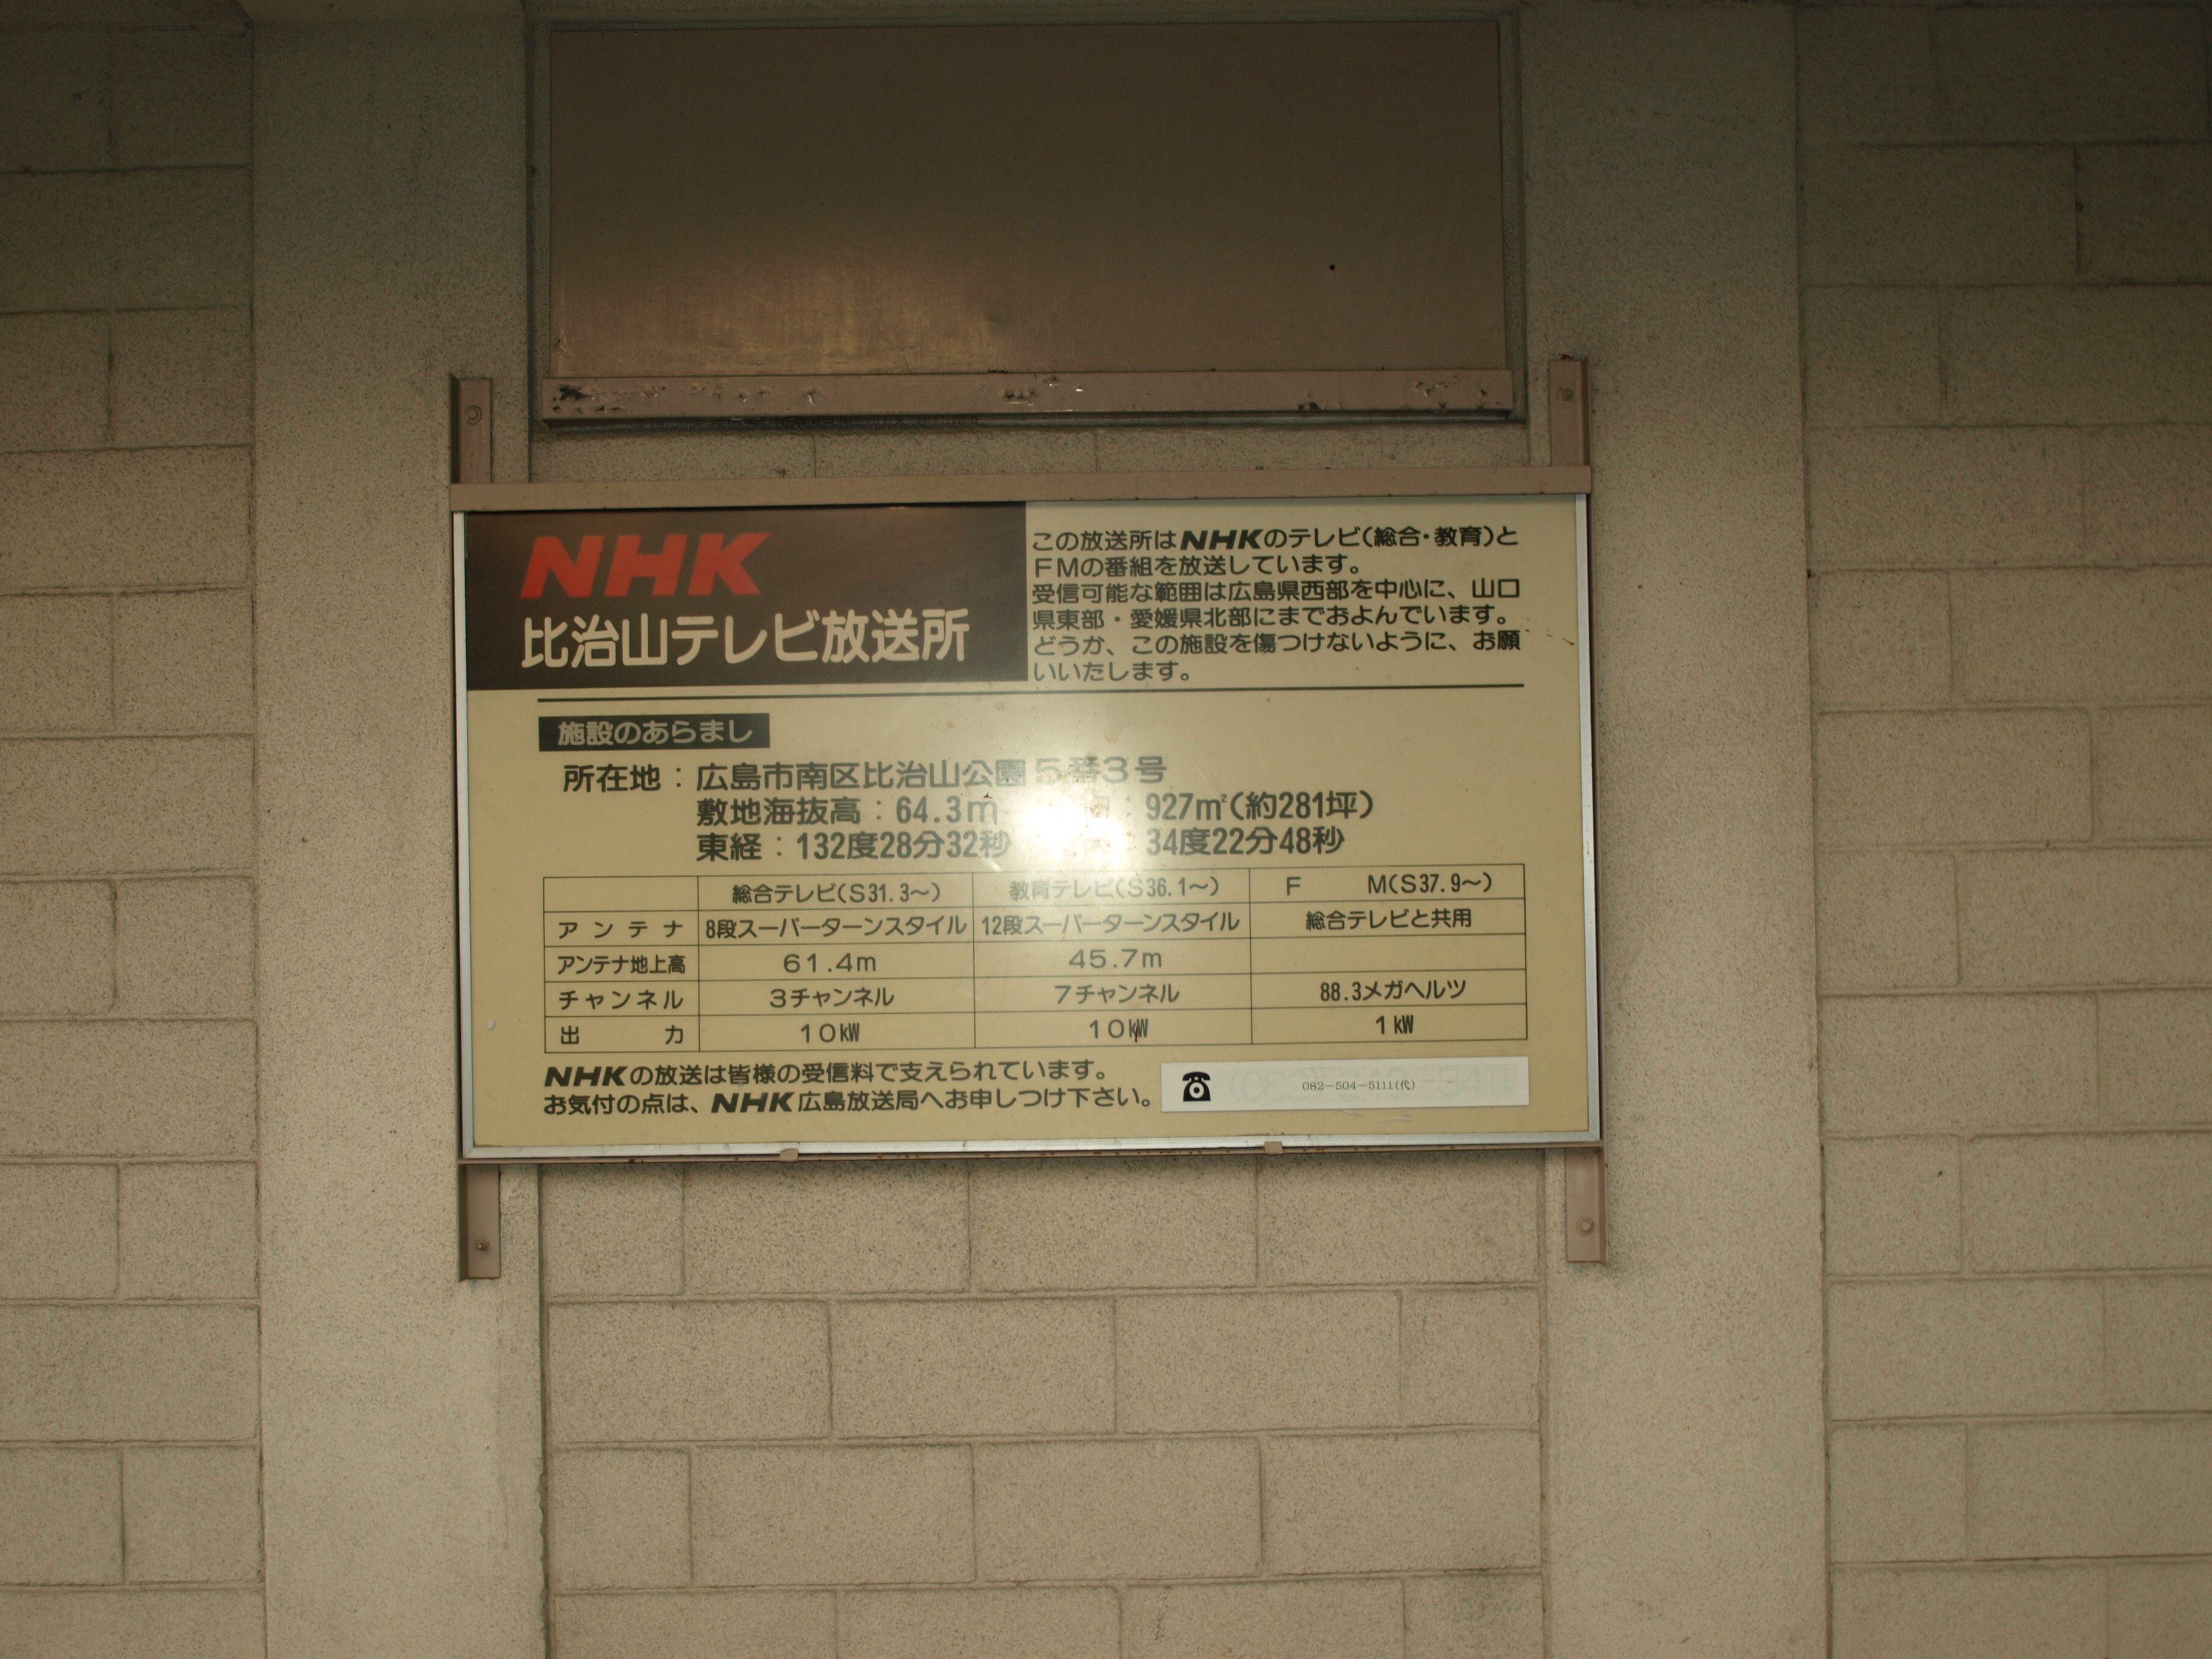 NHK
比治山テレビ放送所
この放送所はNHKのテレビ(総合・教育)と
FMの番組を放送しています。
受信可能な範囲は広島県西部を中心に、山口
県東部・愛媛県北部にまでおよんでいます。
どうか、この施設を傷つけないように、お願
いいたします。
施設のあらまし
所在地：広島市南区比治山公園5番3号
敷地海抜高：64.3m ：927㎡(約281坪)
東経：132度28分32秒 ：34度22分48秒
総合テレビ(S31.3〜) 教育テレビ(S36.1〜) F M(S37.9〜)
アンテナ 8段スーパーターンスタイル 12段スーパーターンスタイル 総合テレビと共用
アンテナ地上高 61.4m 45.7m
チャンネル 3チャンネル 7チャンネル 88.3メガヘルツ
出力 10㎾ 10㎾ 1㎾
NHKの放送は皆様の受信料で支えられています。
お気付の点は、NHK広島放送局へお申しつけ下さい。 082-504-5111(代)